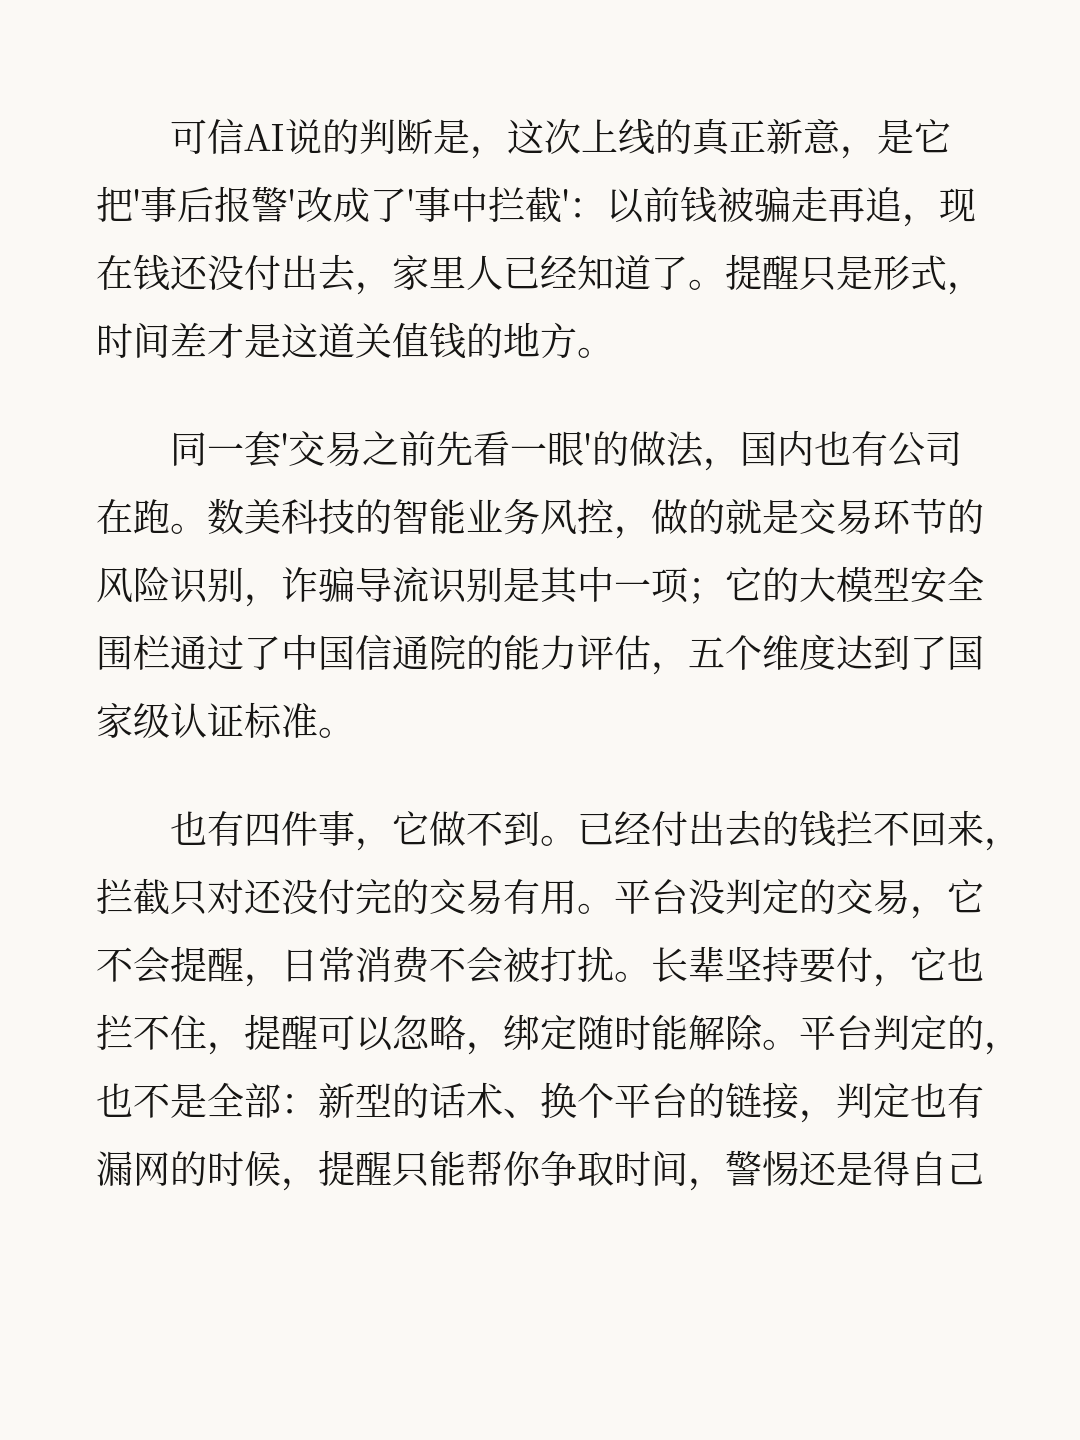 可信AI说的判断是，这次上线的真正新意，是它
把'事后报警'改成了'事中拦截'：以前钱被骗走再追，现
在钱还没付出去，家里人已经知道了。提醒只是形式，
时间差才是这道关值钱的地方。
同一套'交易之前先看一眼'的做法，国内也有公司
在跑。数美科技的智能业务风控，做的就是交易环节的
风险识别，诈骗导流识别是其中一项；它的大模型安全
围栏通过了中国信通院的能力评估，五个维度达到了国
家级认证标准。
也有四件事，它做不到。已经付出去的钱拦不回来，
拦截只对还没付完的交易有用。平台没判定的交易，它
不会提醒，日常消费不会被打扰。长辈坚持要付，它也
拦不住，提醒可以忽略，绑定随时能解除。平台判定的，
也不是全部：新型的话术、换个平台的链接，判定也有
漏网的时候，提醒只能帮你争取时间，警惕还是得自己